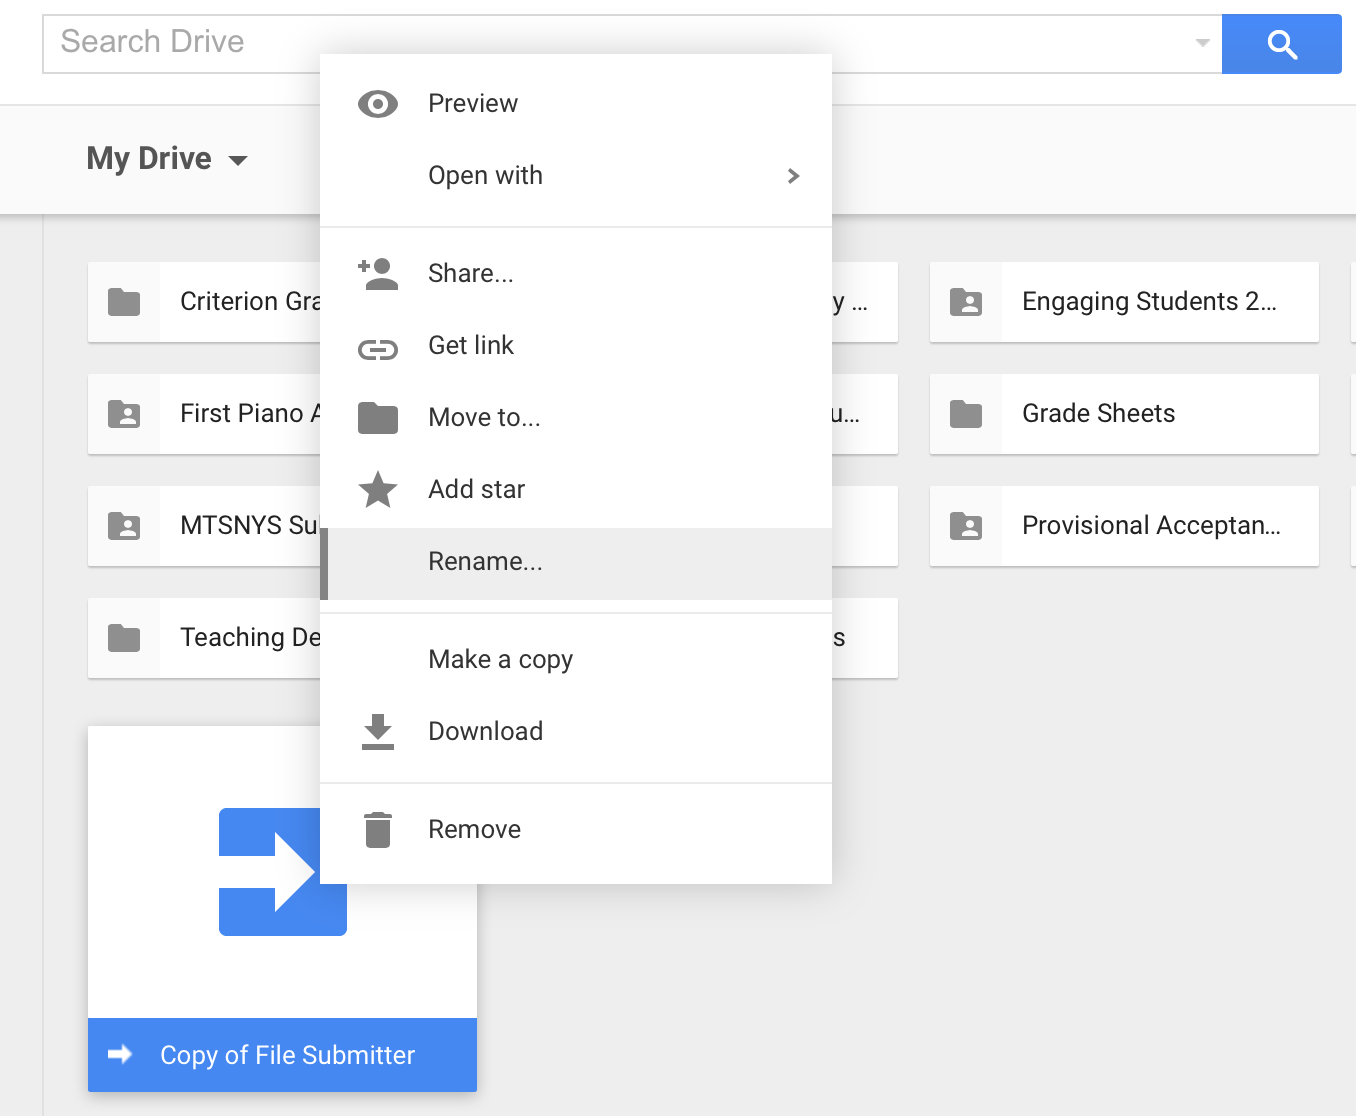 Search Drive
My Drive
Preview
Open with
Share...
Get link
Move to...
Add star
Rename...
Make a copy
Download
Remove
Criterion Gra
y ...
Engaging Students 2...
First Piano A
u...
Grade Sheets
MTSNYS Su
Provisional Acceptan...
Teaching De
s
Copy of File Submitter